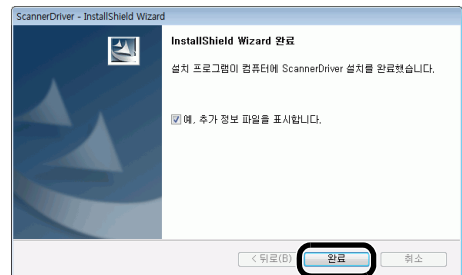 ScannerDriver - InstallShield Wizard
InstallShield Wizard 완료
설치 프로그램이 컴퓨터에 ScannerDriver 설치를 완료했습니다.
예, 추가 정보 파일을 표시합니다.
< 뒤로(B) 완료 취소